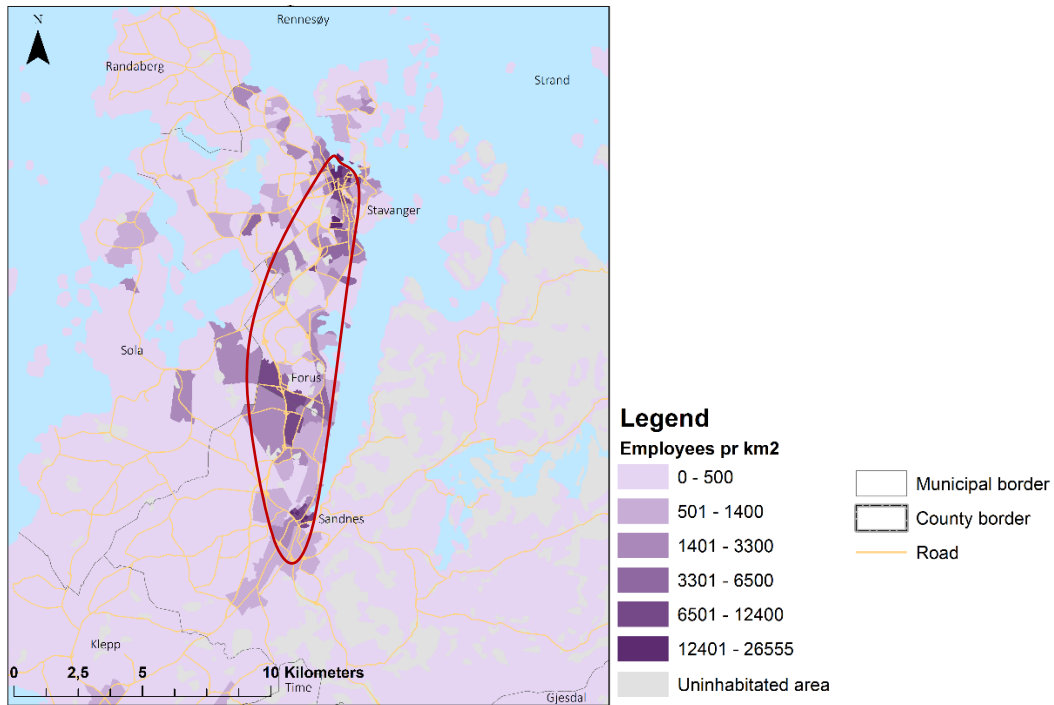 N
Rennesøy
Randaberg
Strand
Stavanger
Sola
Forus
Sandnes
Klepp
0 2,5 5 10 Kilometers
Time
Gjesdal
Legend
Employees pr km2
0 - 500
501 - 1400
1401 - 3300
3301 - 6500
6501 - 12400
12401 - 26555
Uninhabitated area
Municipal border
County border
Road